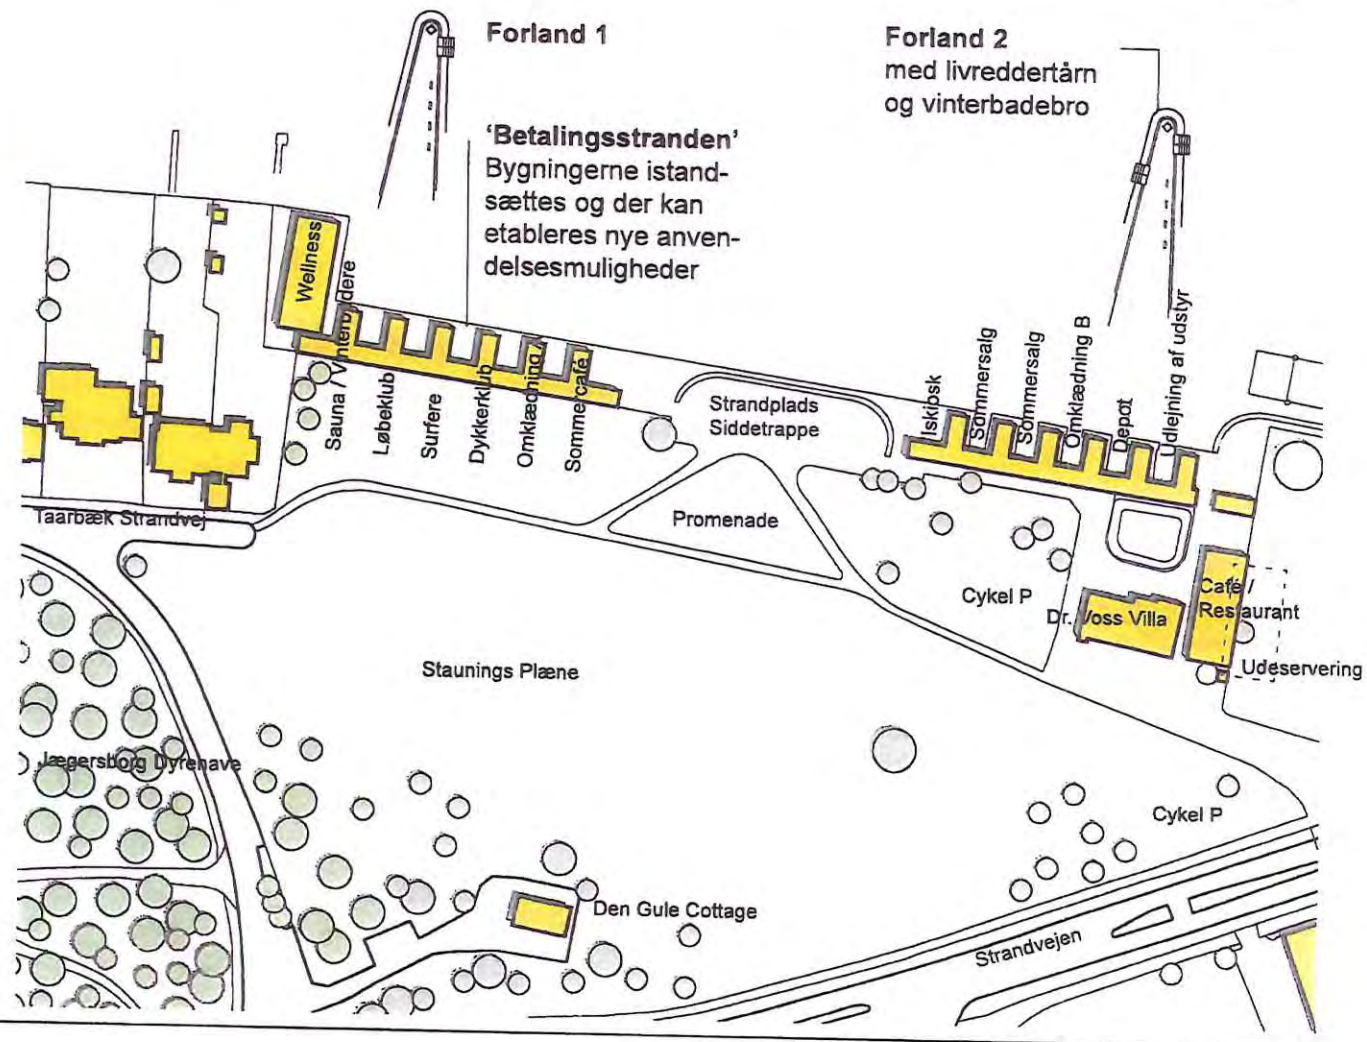 Forland 1
Forland 2
med livreddertårn
og vinterbadebro
'Betalingsstranden'
Bygningerne istand-
sættes og der kan
etableres nye anven-
delsesmuligheder
Wellness
Sauna / Vinterbadere
Løbeklub
Surfere
Dykkerklub
Omklædning /
Sommercafé
Strandplads
Siddetrappe
Iskiosk
Sommersalg
Sommersalg
Omklædning B
Depot
Udlejning af udstyr
Taarbæk Strandvej
Promenade
Cykel P
Dr. Voss Villa
Café /
Restaurant
Udeservering
Staunings Plæne
Jægersborg Dyrehave
Cykel P
Den Gule Cottage
Strandvejen